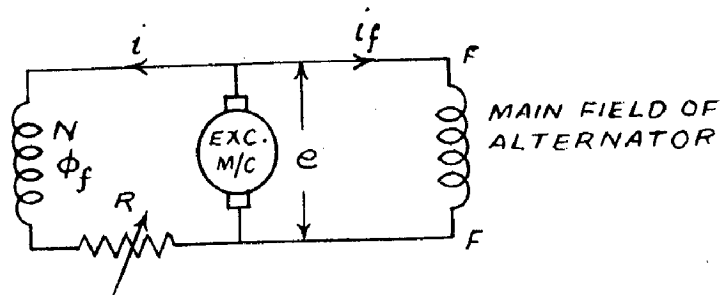 i
if
F
N
ϕf
EXC.
M/C
e
MAIN FIELD OF
ALTERNATOR
R
F